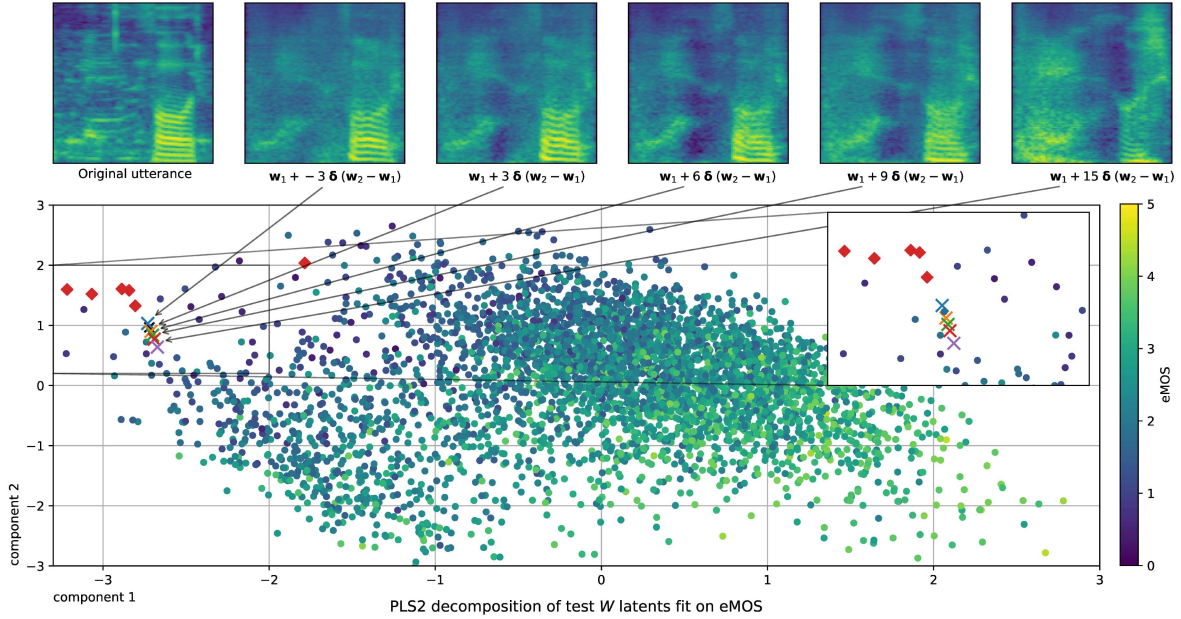 Original utterance
w₁ + − 3 δ (w₂ − w₁)
w₁ + 3 δ (w₂ − w₁)
w₁ + 6 δ (w₂ − w₁)
w₁ + 9 δ (w₂ − w₁)
w₁ + 15 δ (w₂ − w₁)
3
2
1
0
−1
−2
−3
component 2
−3
−2
−1
0
1
2
3
component 1
PLS2 decomposition of test W latents fit on eMOS
5
4
3
2
1
0
eMOS